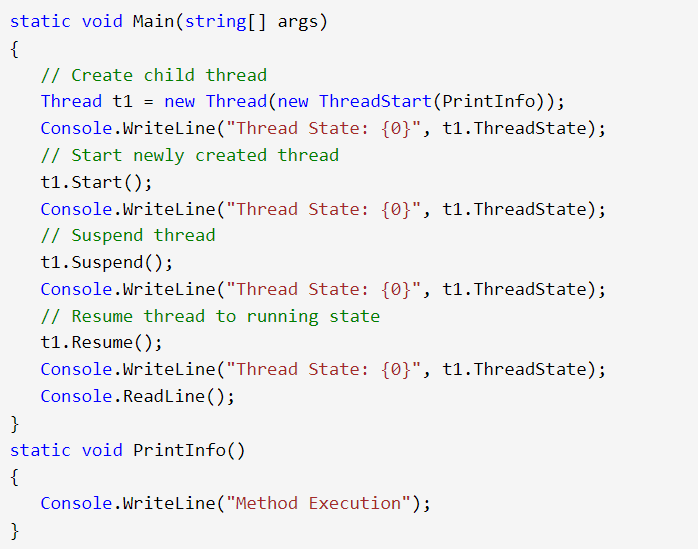 static void Main(string[] args)
{
   // Create child thread
   Thread t1 = new Thread(new ThreadStart(PrintInfo));
   Console.WriteLine("Thread State: {0}", t1.ThreadState);
   // Start newly created thread
   t1.Start();
   Console.WriteLine("Thread State: {0}", t1.ThreadState);
   // Suspend thread
   t1.Suspend();
   Console.WriteLine("Thread State: {0}", t1.ThreadState);
   // Resume thread to running state
   t1.Resume();
   Console.WriteLine("Thread State: {0}", t1.ThreadState);
   Console.ReadLine();
}
static void PrintInfo()
{
   Console.WriteLine("Method Execution");
}